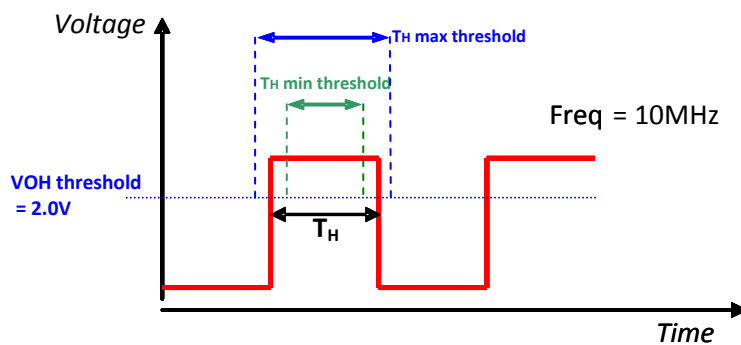 Voltage
TH max threshold
TH min threshold
Freq = 10MHz
VOH threshold
= 2.0V
TH
Time